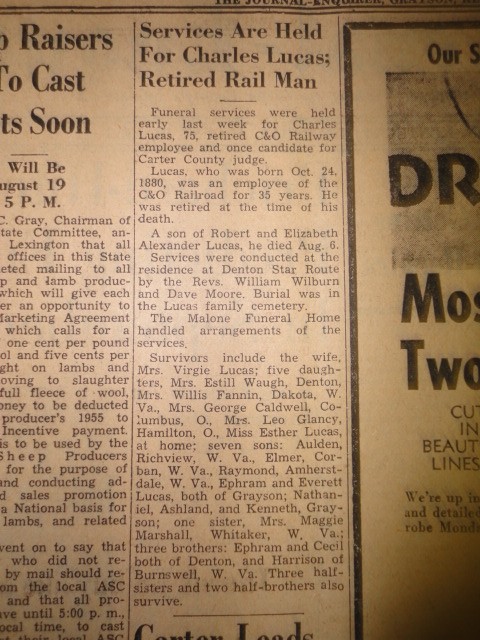 THE JOURNAL-ENQUIRER, GRAYSON,
Raisers
To Cast
ts Soon
Will Be
ugust 19
5 P. M.
C. Gray, Chairman of
tate Committee, an-
Lexington that all
offices in this State
eted mailing to all
p and lamb produc-
which will give each
er an opportunity to
Marketing Agreement
which calls for a
one cent per pound
ol and five cents per
ght on lambs and
oving to slaughter
full fleece of wool,
oney to be deducted
producer's 1955 to
Incentive payment.
is to be used by the
Sheep Producers
for the purpose of
and conducting ad-
d sales promotion
a National basis for
lambs, and related
vent on to say that
who did not re-
by mail should re-
om the local ASC
and that all pro-
ave until 5:00 p. m.,
ocal time, to cast
their local ASC
Services Are Held
For Charles Lucas;
Retired Rail Man
Funeral services were held
early last week for Charles
Lucas, 75, retired C&O Railway
employee and once candidate for
Carter County judge.
Lucas, who was born Oct. 24,
1880, was an employee of the
C&O Railroad for 35 years. He
was retired at the time of his
death.
A son of Robert and Elizabeth
Alexander Lucas, he died Aug. 6.
Services were conducted at the
residence at Denton Star Route
by the Revs. William Wilburn
and Dave Moore. Burial was in
the Lucas family cemetery.
The Malone Funeral Home
handled arrangements of the
services.
Survivors include the wife,
Mrs. Virgie Lucas; five daugh-
ters, Mrs. Estill Waugh, Denton,
Mrs. Willis Fannin, Dakota, W.
Va., Mrs. George Caldwell, Co-
lumbus, O., Mrs. Leo Glancy,
Hamilton, O., Miss Esther Lucas,
at home; seven sons: Aulden,
Richview, W. Va., Elmer, Cor-
ban, W. Va., Raymond, Amherst-
dale, W. Va., Ephram and Everett
Lucas, both of Grayson; Nathan-
iel, Ashland, and Kenneth, Gray-
son; one sister, Mrs. Maggie
Marshall, Whitaker, W. Va.;
three brothers: Ephram and Cecil
both of Denton, and Harrison of
Burnswell, W. Va. Three half-
sisters and two half-brothers also
survive.
Carter Leads
Our S
DR
Mos
Two
CUT
IN
BEAUT
LINES
We're up in
and detailed
robe Mond